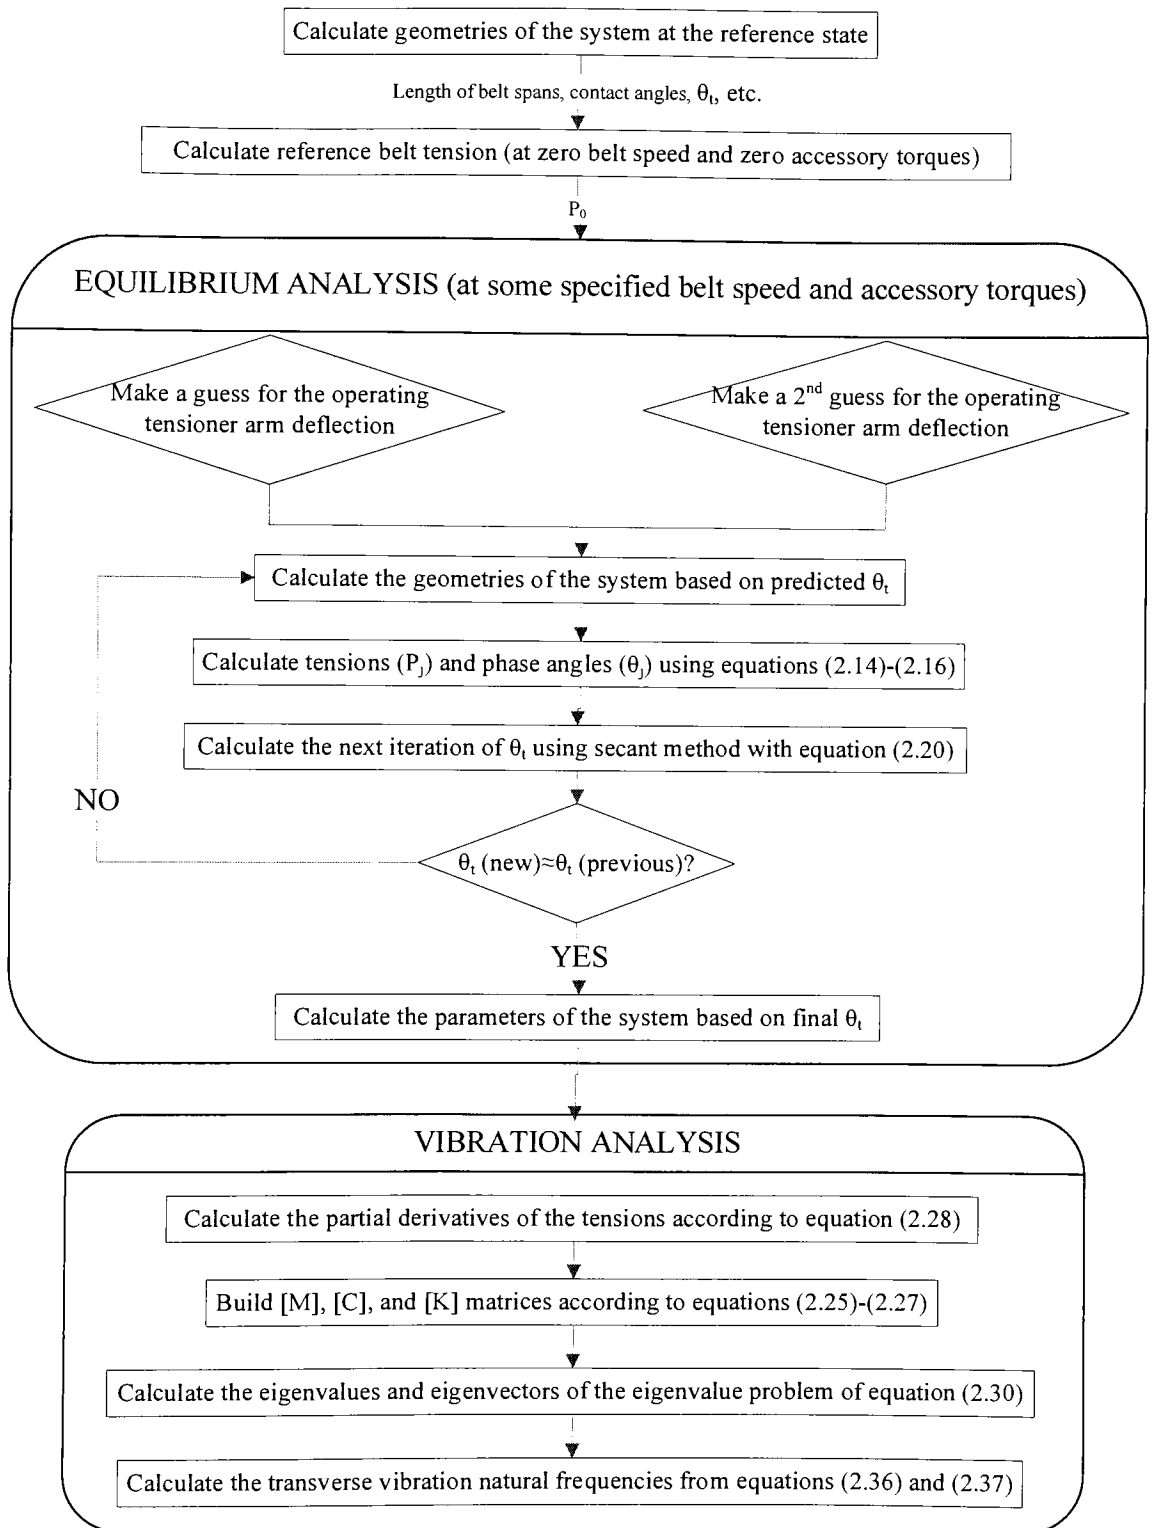 Calculate geometries of the system at the reference state
Length of belt spans, contact angles, θt, etc.
Calculate reference belt tension (at zero belt speed and zero accessory torques)
P0
EQUILIBRIUM ANALYSIS (at some specified belt speed and accessory torques)
Make a guess for the operating
tensioner arm deflection
Make a 2nd guess for the operating
tensioner arm deflection
Calculate the geometries of the system based on predicted θt
Calculate tensions (Pj) and phase angles (θj) using equations (2.14)-(2.16)
Calculate the next iteration of θt using secant method with equation (2.20)
NO
θt (new)≈θt (previous)?
YES
Calculate the parameters of the system based on final θt
VIBRATION ANALYSIS
Calculate the partial derivatives of the tensions according to equation (2.28)
Build [M], [C], and [K] matrices according to equations (2.25)-(2.27)
Calculate the eigenvalues and eigenvectors of the eigenvalue problem of equation (2.30)
Calculate the transverse vibration natural frequencies from equations (2.36) and (2.37)